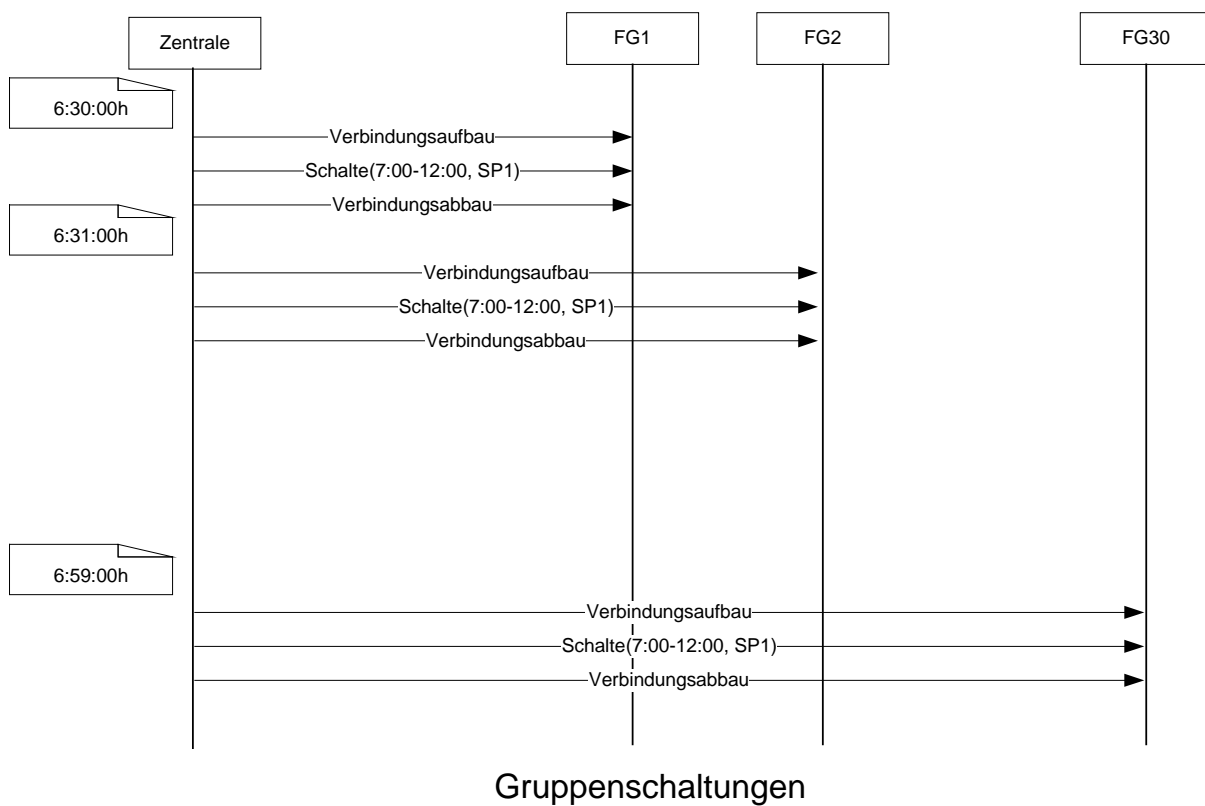 Zentrale
FG1
FG2
FG30
6:30:00h
Verbindungsaufbau
Schalte(7:00-12:00, SP1)
Verbindungsabbau
6:31:00h
Verbindungsaufbau
Schalte(7:00-12:00, SP1)
Verbindungsabbau
6:59:00h
Verbindungsaufbau
Schalte(7:00-12:00, SP1)
Verbindungsabbau
Gruppenschaltungen